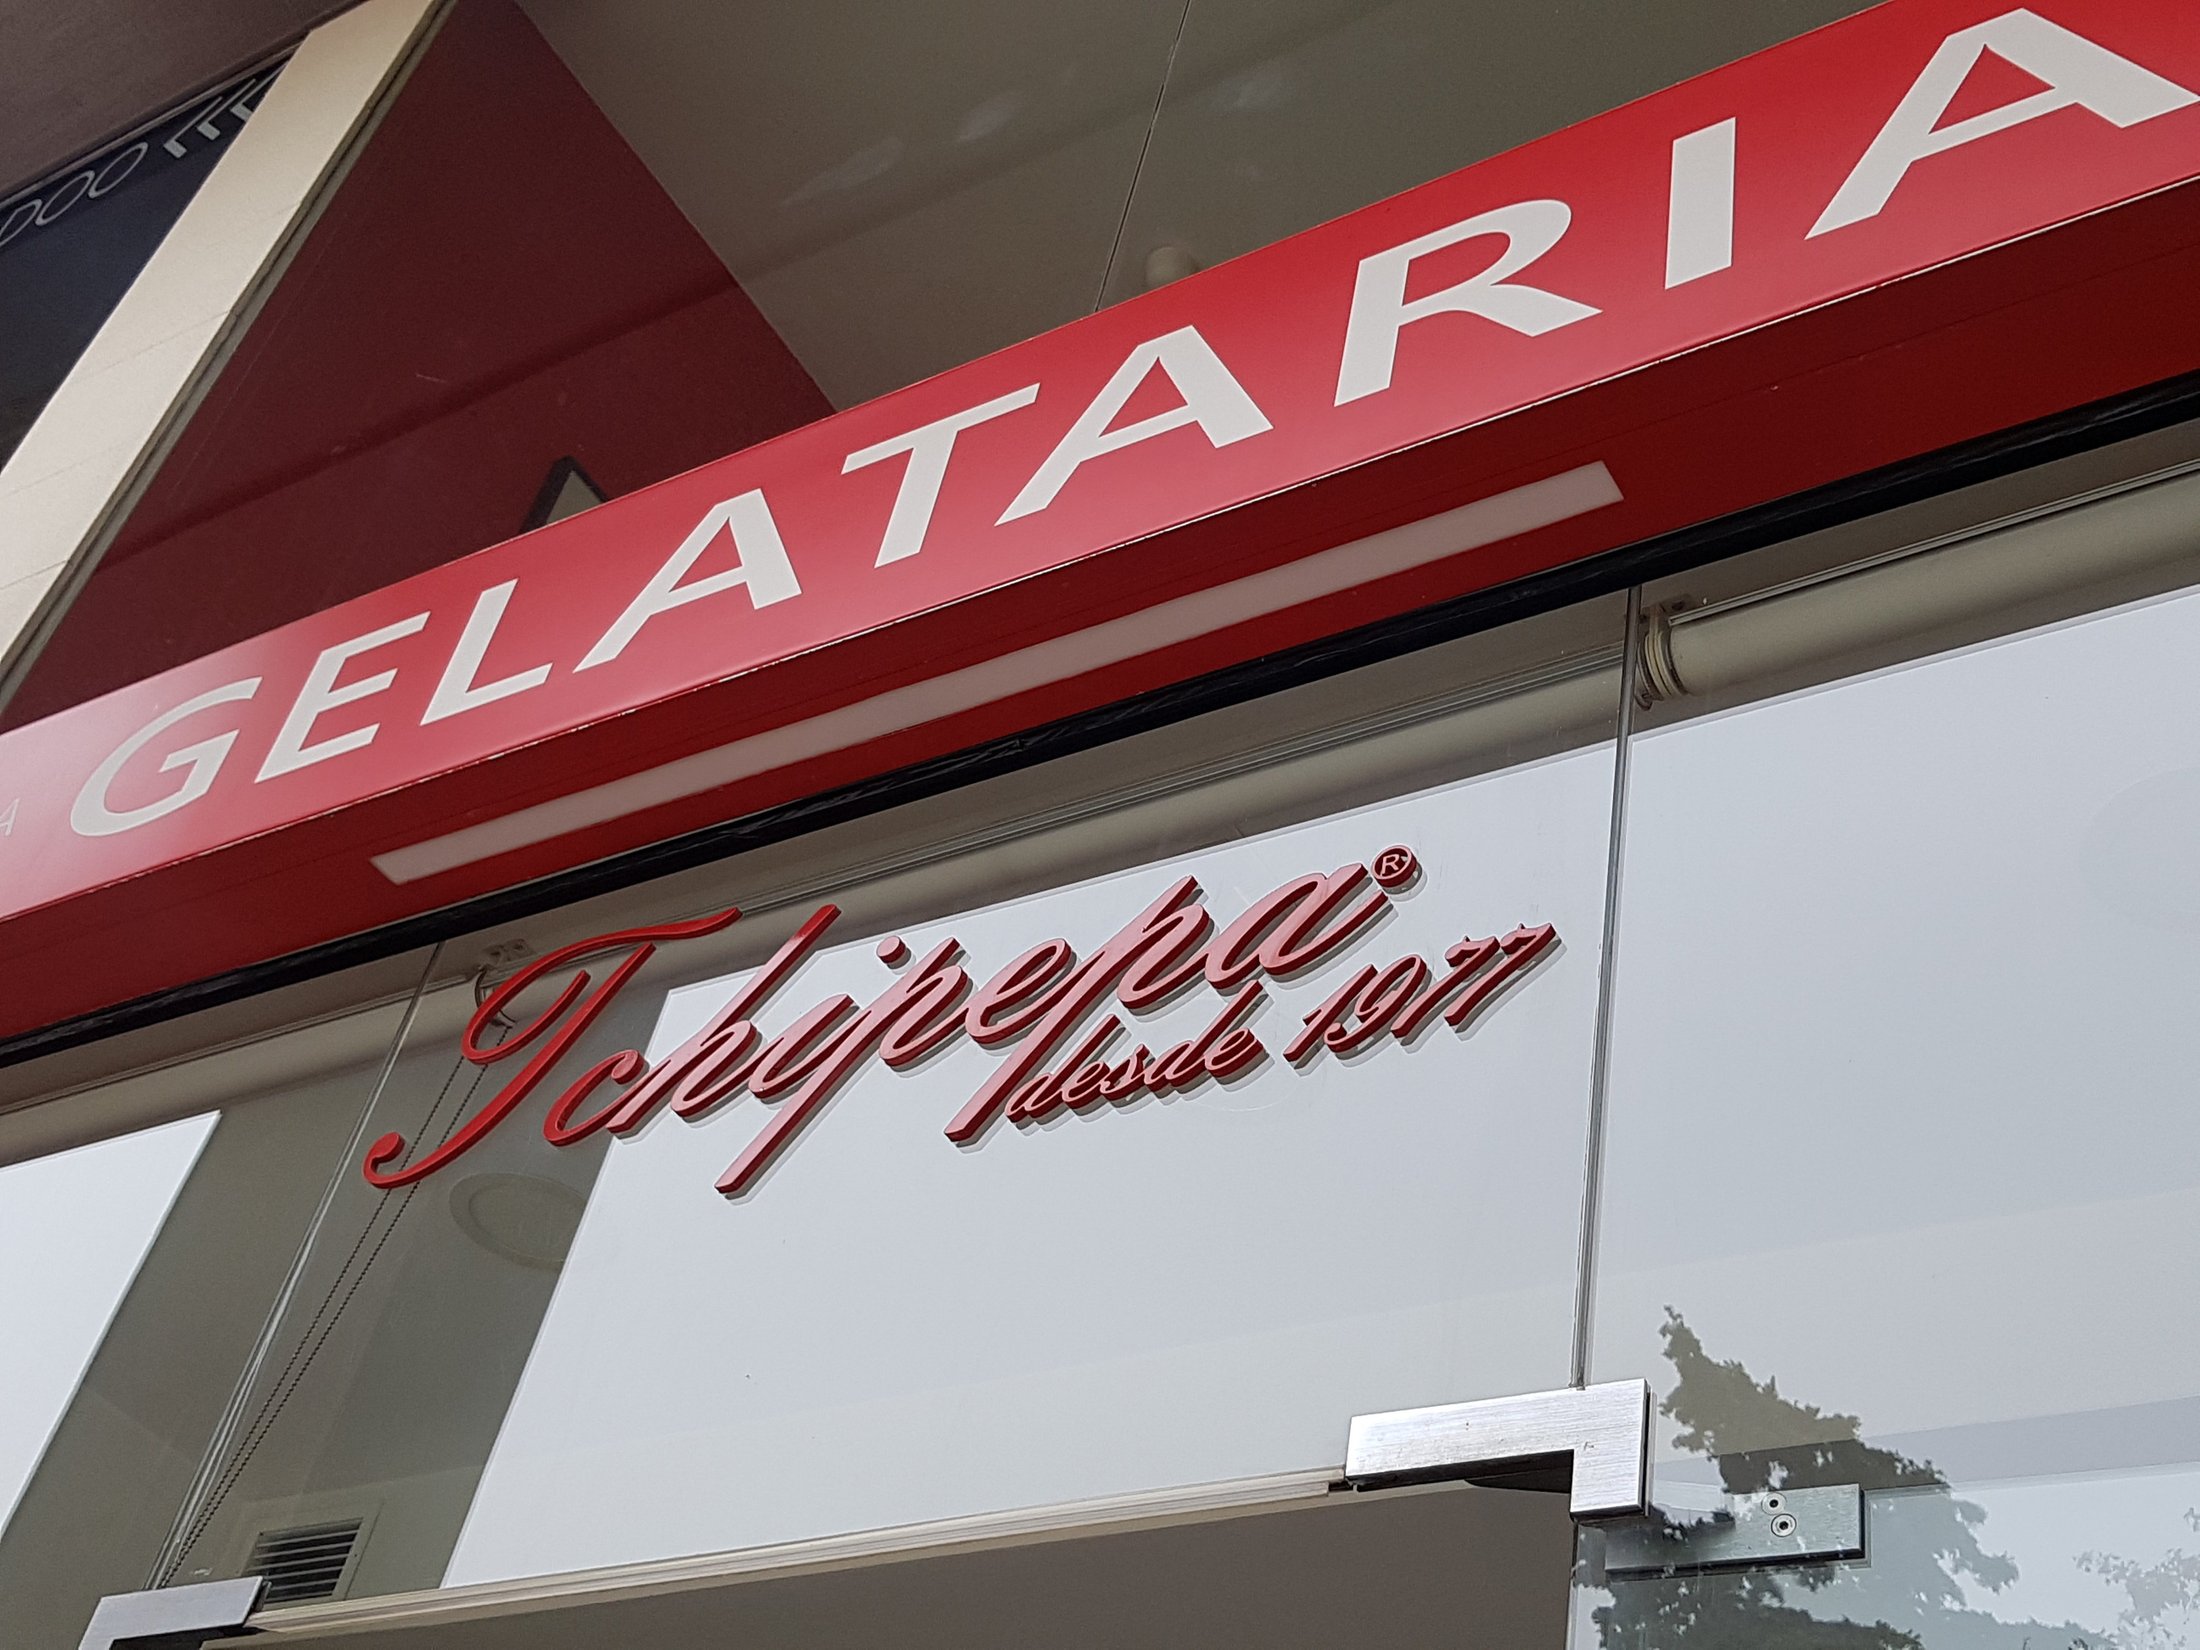 GELATARIA
Tchipepa®
desde 1977